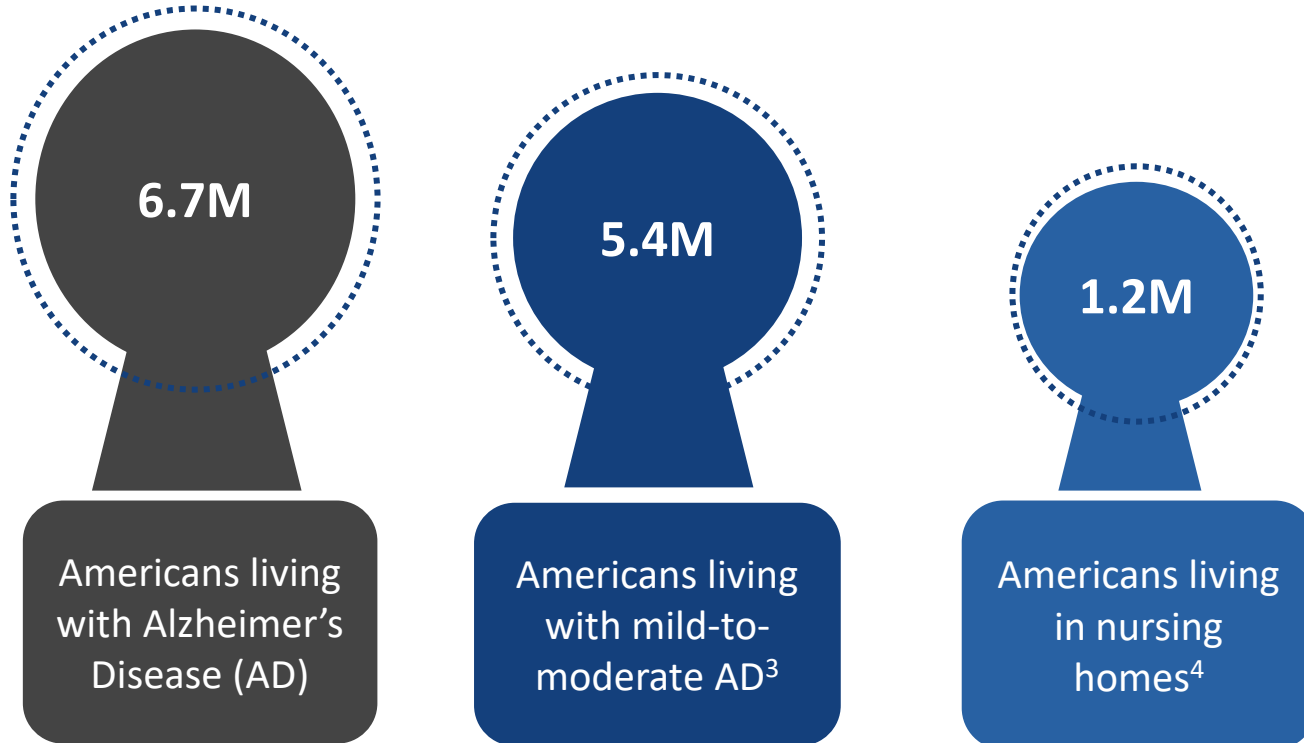 6.7M
Americans living
with Alzheimer’s
Disease (AD)
5.4M
Americans living
with mild-to-
moderate AD³
1.2M
Americans living
in nursing
homes⁴